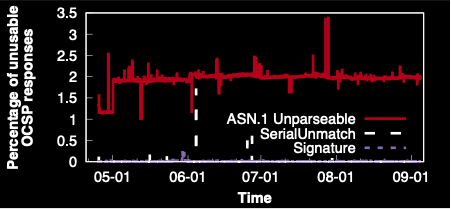 Percentage of unusable
OCSP responses
3.5
3
2.5
2
1.5
1
0.5
0
ASN.1 Unparseable
SerialUnmatch
Signature
05-01 06-01 07-01 08-01 09-01
Time